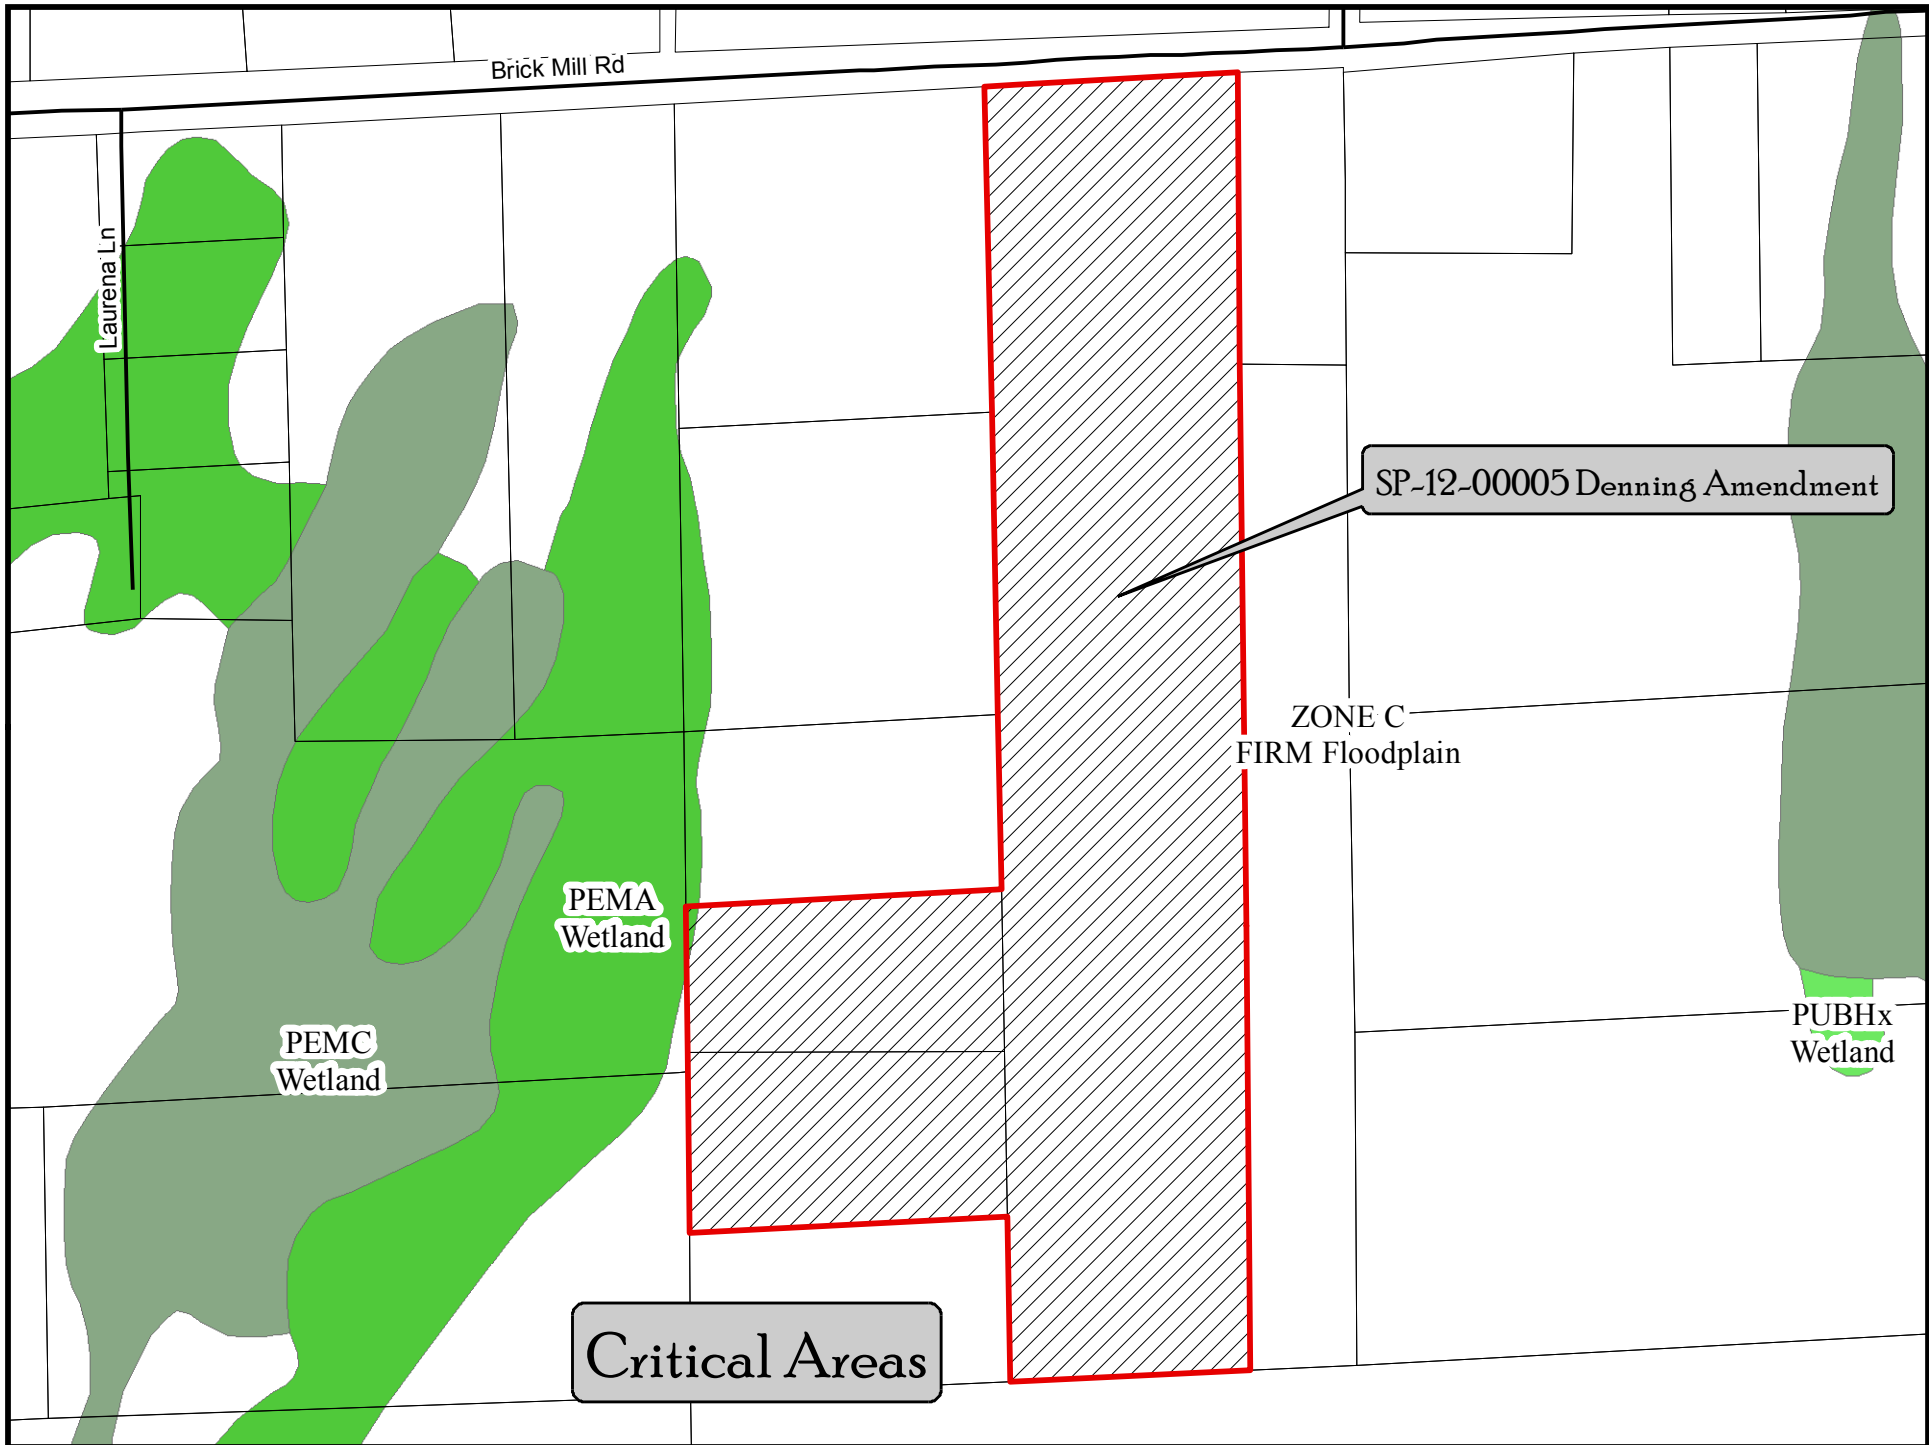 Brick Mill Rd
Laurena Ln
SP-12-00005 Denning Amendment
ZONE C
FIRM Floodplain
PEMA
Wetland
PEMC
Wetland
PUBHx
Wetland
Critical Areas